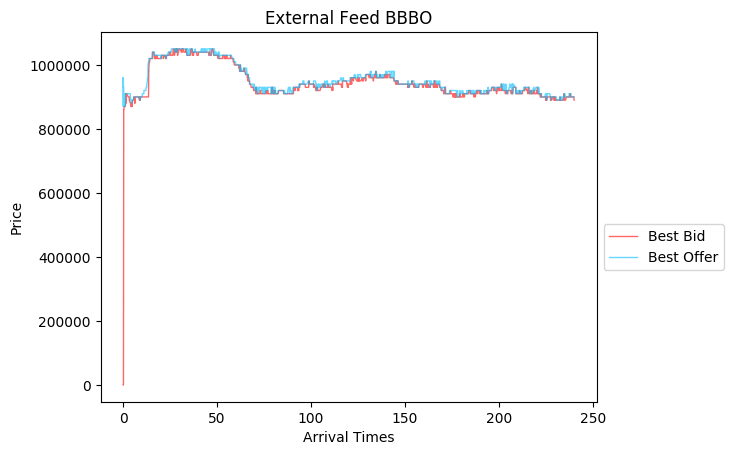 External Feed BBBO
1000000
800000
600000
400000
200000
0
Price
0 50 100 150 200 250
Arrival Times
Best Bid
Best Offer